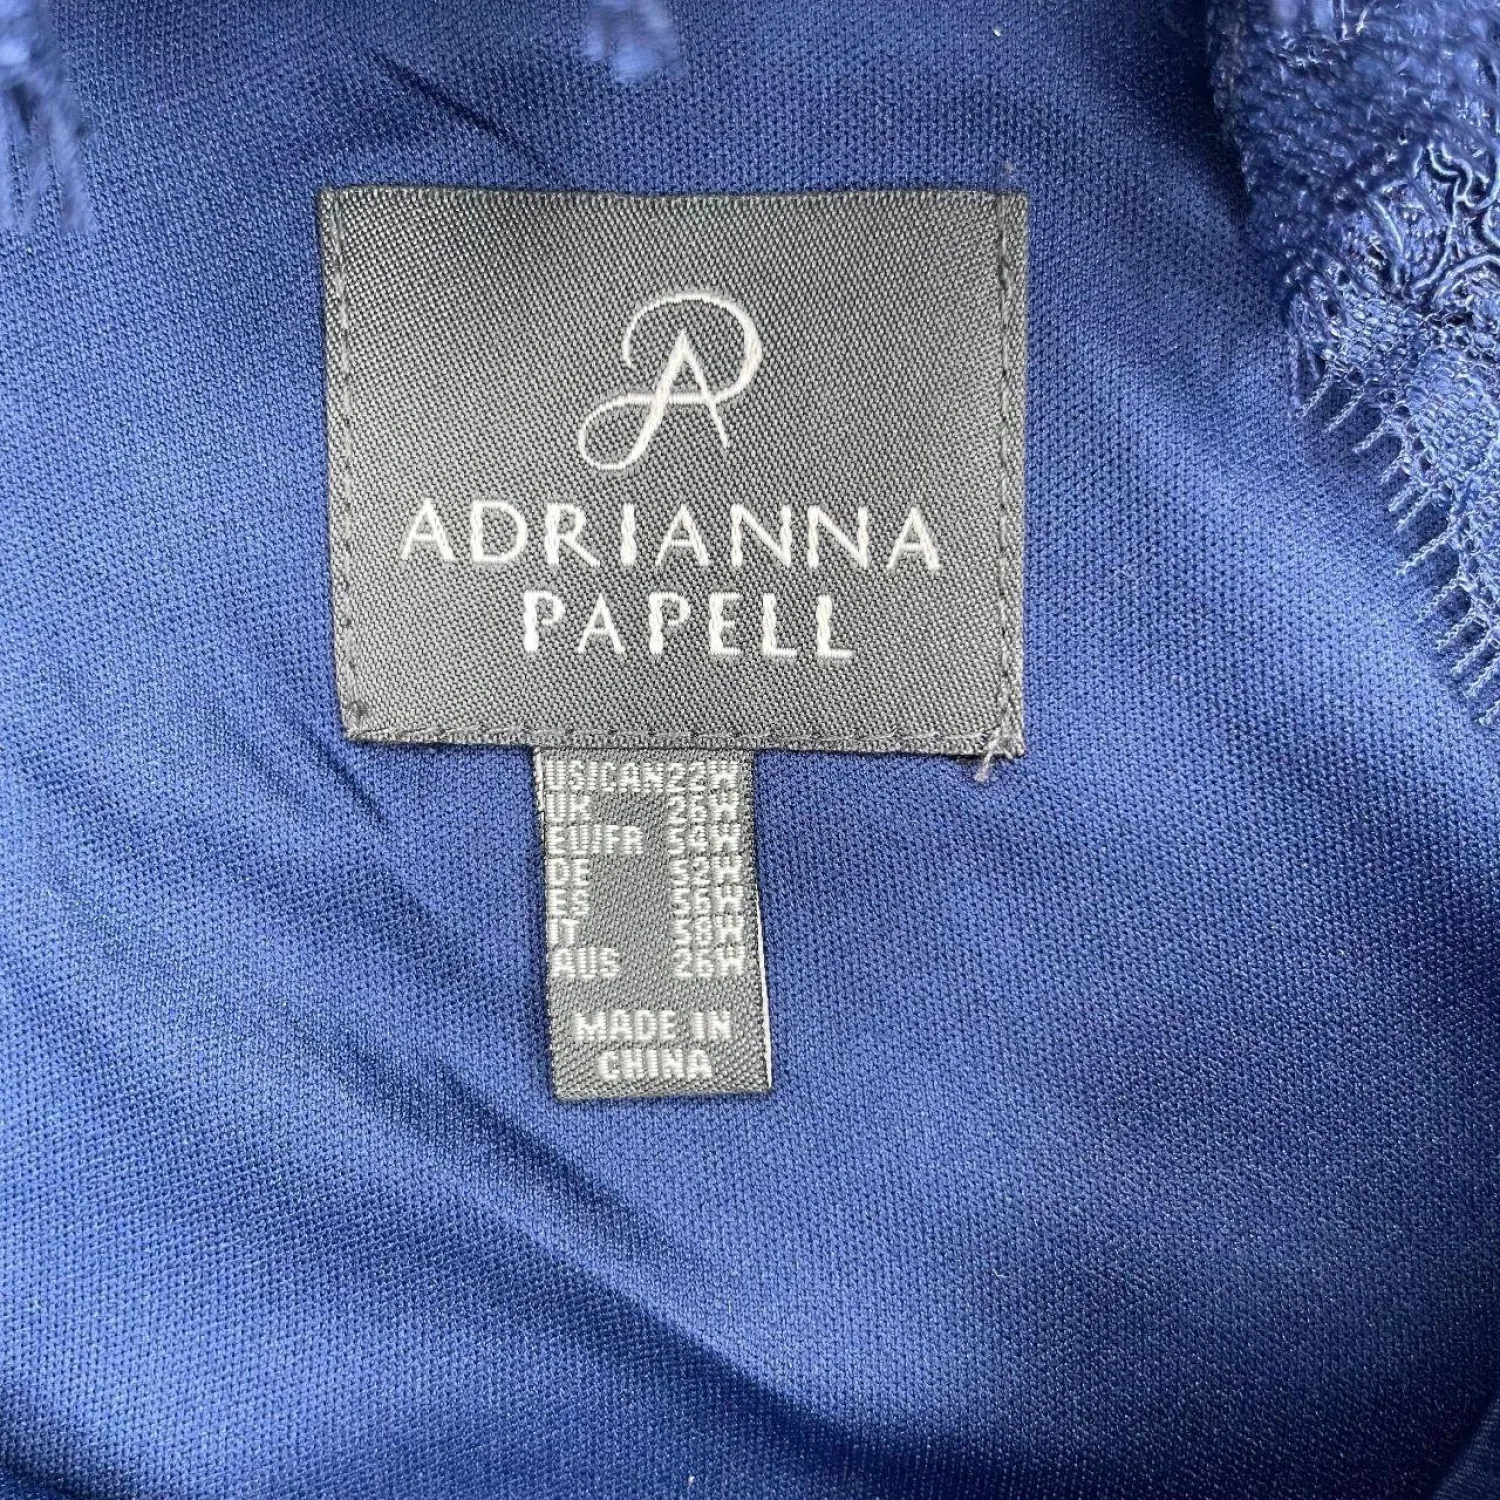 AP
ADRIANNA
PAPELL
US/CAN 22W
UK 26W
EU/FR 54W
DE 52W
ES 56W
IT 58W
AUS 26W
MADE IN
CHINA